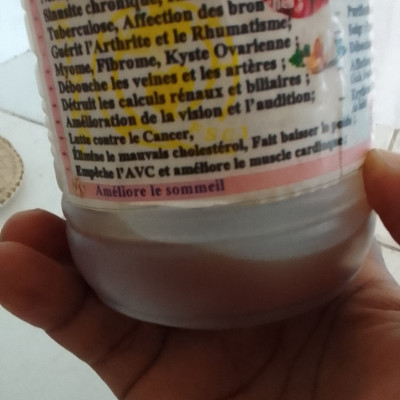 Sinusite chronique,
Tuberculose, Affection des bron
Guérit l'Arthrite et le Rhumatisme;
Myome, Fibrome, Kyste Ovarienne ;
Débouche les veines et les artères ;
Détruit les calculs rénaux et biliaires ;
Amélioration de la vision et l'audition;
Lutte contre le Cancer,
Élimine le mauvais cholestérol, Fait baisser le poids ;
Empêche l'AVC et améliore le muscle cardiaque;
Améliore le sommeil